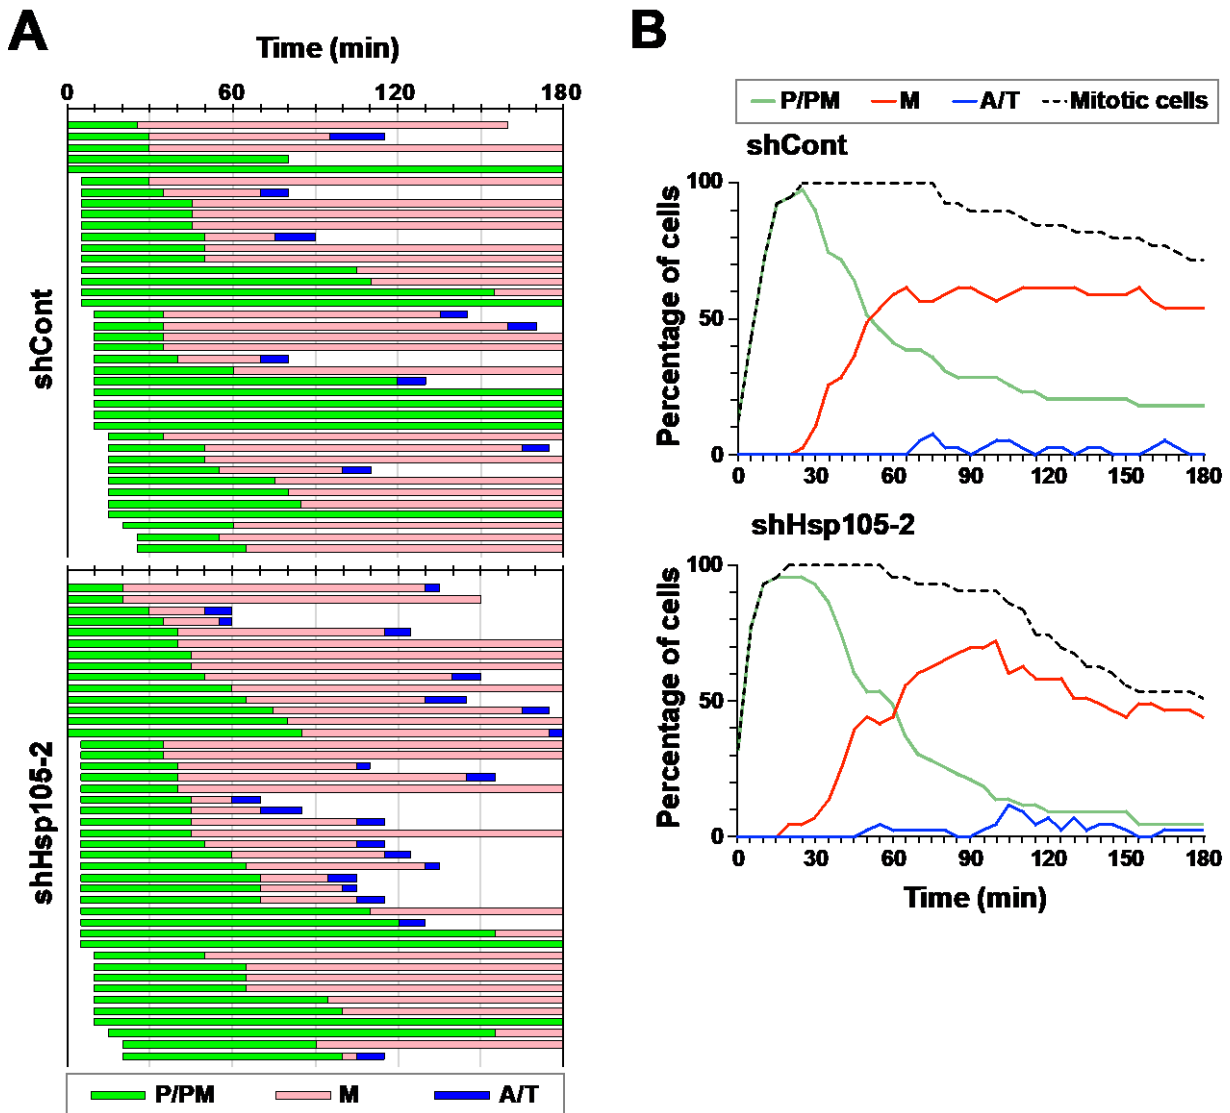 A
Time (min)
0 60 120 180
shCont
shHsp105-2
P/PM M A/T
B
P/PM M A/T Mitotic cells
shCont
Percentage of cells
100
50
0
0 30 60 90 120 150 180
shHsp105-2
Percentage of cells
100
50
0
0 30 60 90 120 150 180
Time (min)